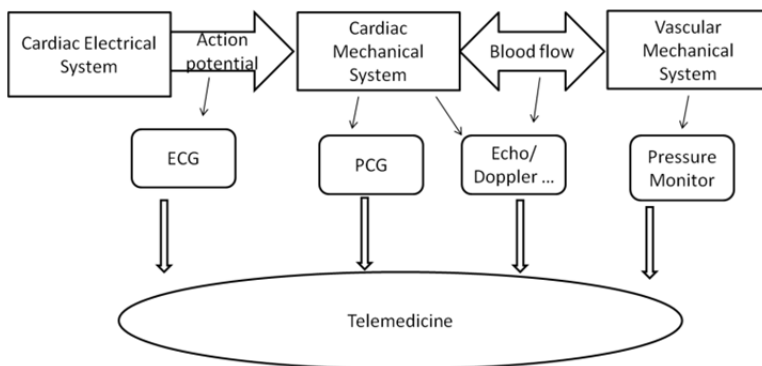 Cardiac Electrical
System
Action
potential
Cardiac
Mechanical
System
Blood flow
Vascular
Mechanical
System
ECG
PCG
Echo/
Doppler ...
Pressure
Monitor
Telemedicine